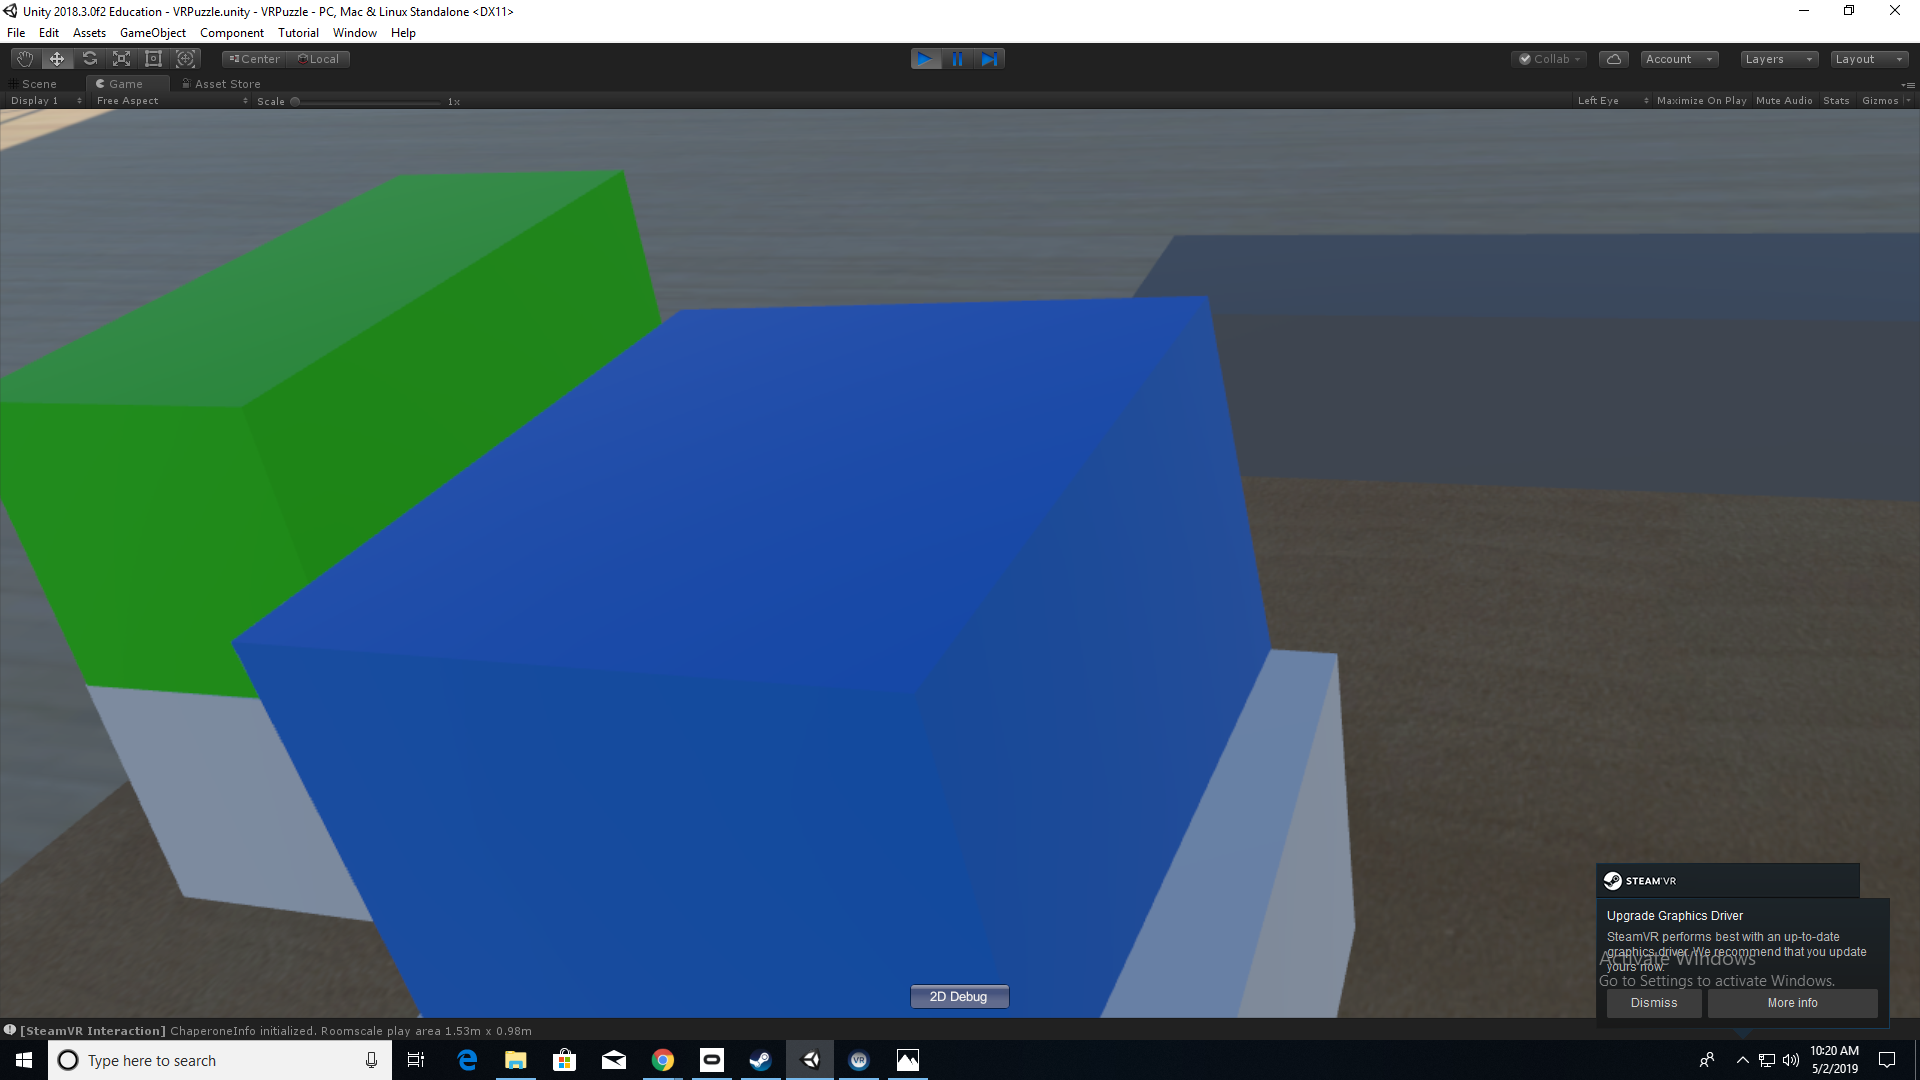 Unity 2018.3.0f2 Education - VRPuzzle.unity - VRPuzzle - PC, Mac & Linux Standalone <DX11>
File Edit Assets GameObject Component Tutorial Window Help
Center Local Collab Account Layers Layout
Scene Game Asset Store
Display 1 Free Aspect Scale 1x Left Eye Maximize On Play Mute Audio Stats Gizmos
STEAMVR
Upgrade Graphics Driver
SteamVR performs best with an up-to-date
graphics driver. We recommend that you update
yours now.
Activate Windows
Go to Settings to activate Windows.
Dismiss More info
2D Debug
[SteamVR Interaction] ChaperoneInfo initialized. Roomscale play area 1.53m x 0.98m
Type here to search
VR
10:20 AM
5/2/2019